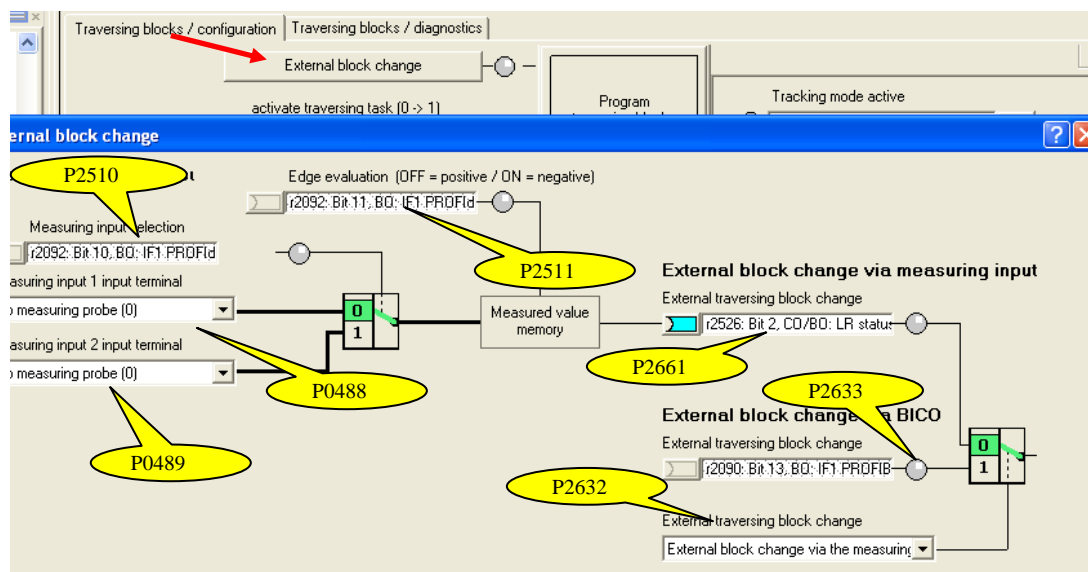 Traversing blocks / configuration Traversing blocks / diagnostics
External block change
activate traversing task (0 -> 1)
Program
Tracking mode active
ernal block change
P2510
Edge evaluation (OFF = positive / ON = negative)
r2092: Bit 11, BO: IF1 PROFId
Measuring input selection
r2092: Bit 10, BO: IF1 PROFId
P2511
asuring input 1 input terminal
measuring probe (0)
0
1
Measured value
memory
External block change via measuring input
External traversing block change
r2526: Bit 2, CO/BO: LR status
asuring input 2 input terminal
measuring probe (0)
P0488
P2661
P2633
External block change a BICO
P0489
External traversing block change
r2090: Bit 13, BO: IF1 PROFIB
0
1
P2632
External traversing block change
External block change via the measuring